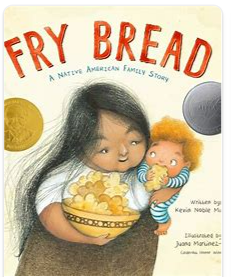 FRY BREAD
A NATIVE AMERICAN FAMILY STORY
Written by
Kevin Noble
Illustrated by
Juana Martinez-